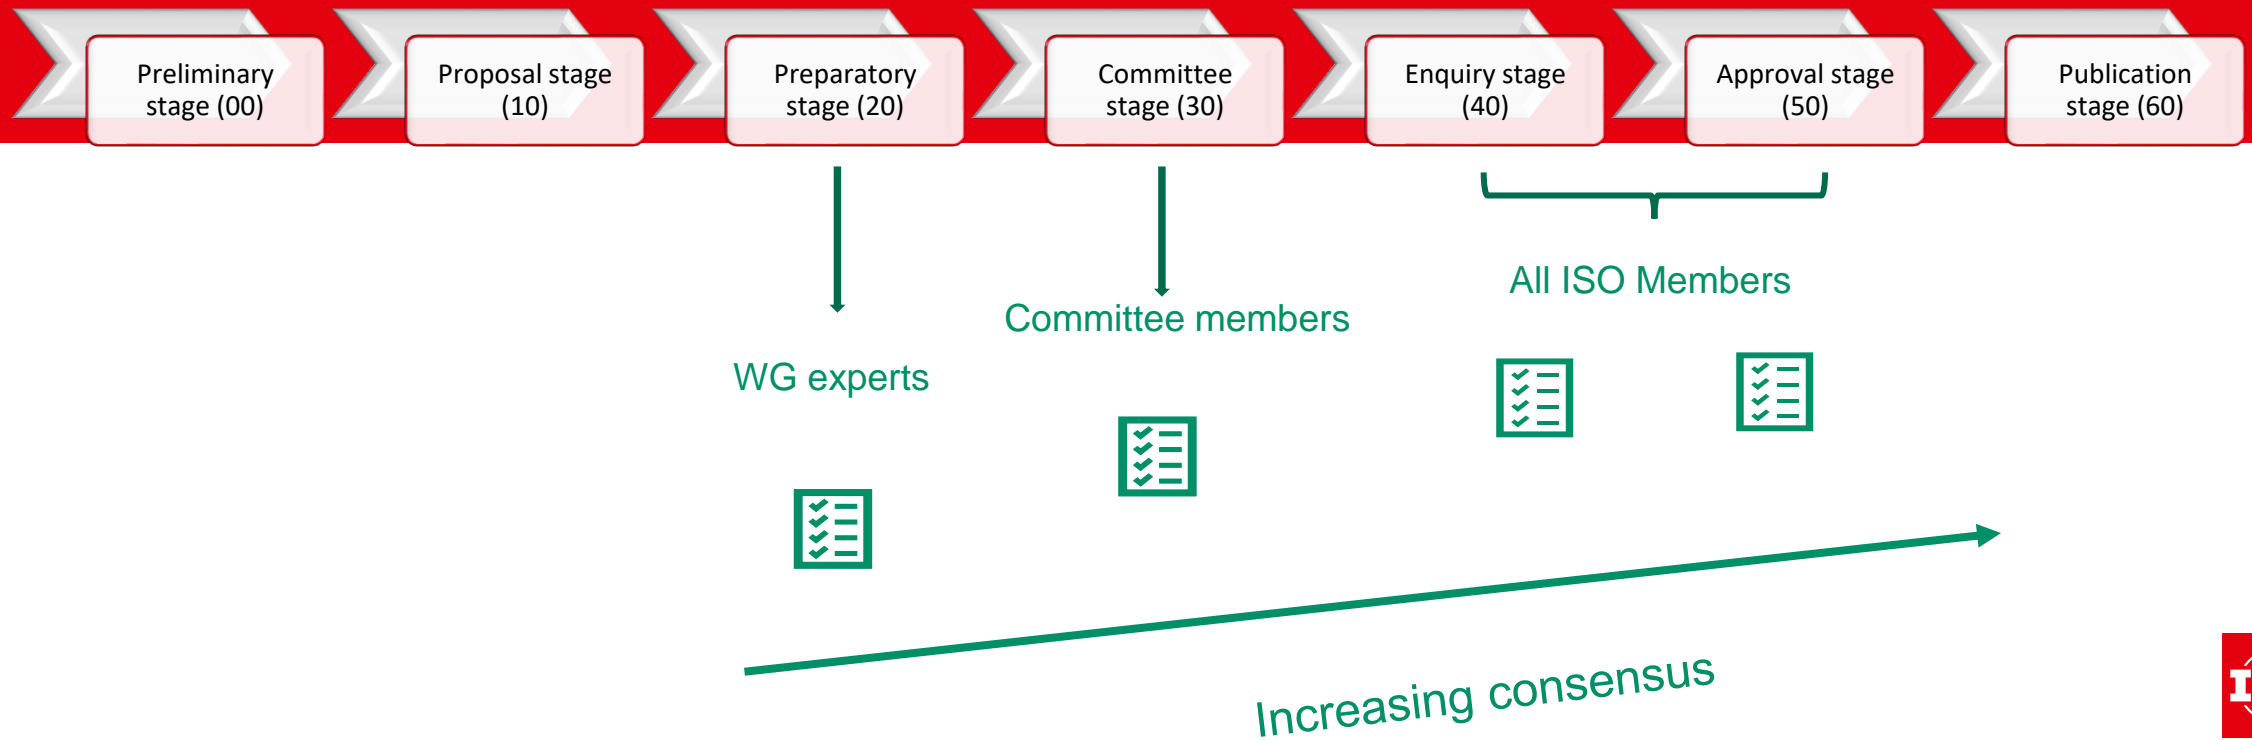 Preliminary
stage (00)
Proposal stage
(10)
Preparatory
stage (20)
Committee
stage (30)
Enquiry stage
(40)
Approval stage
(50)
Publication
stage (60)
All ISO Members
Committee members
WG experts
Increasing consensus